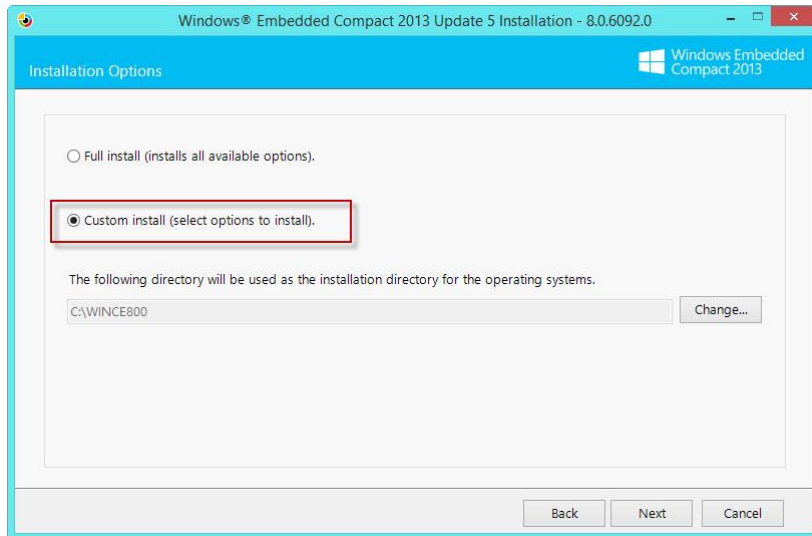 Windows® Embedded Compact 2013 Update 5 Installation - 8.0.6092.0
Installation Options
Windows Embedded
Compact 2013
Full install (installs all available options).
Custom install (select options to install).
The following directory will be used as the installation directory for the operating systems.
C:\WINCE800
Change...
Back
Next
Cancel